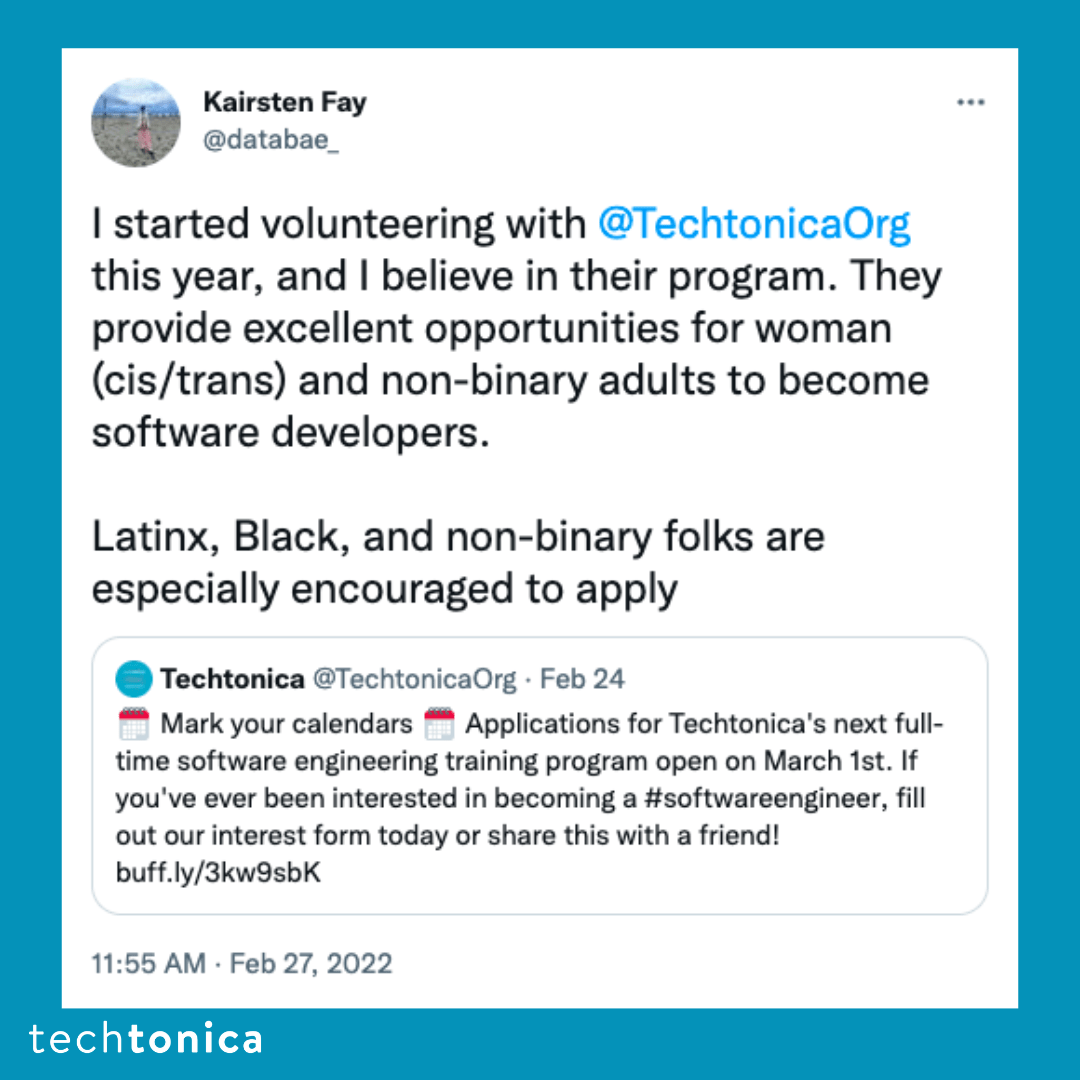 Kairsten Fay
@databae_
I started volunteering with @TechtonicaOrg
this year, and I believe in their program. They
provide excellent opportunities for woman
(cis/trans) and non-binary adults to become
software developers.
Latinx, Black, and non-binary folks are
especially encouraged to apply
Techtonica @TechtonicaOrg · Feb 24
📅 Mark your calendars 📅 Applications for Techtonica's next full-
time software engineering training program open on March 1st. If
you've ever been interested in becoming a #softwareengineer, fill
out our interest form today or share this with a friend!
buff.ly/3kw9sbK
11:55 AM · Feb 27, 2022
techtonica